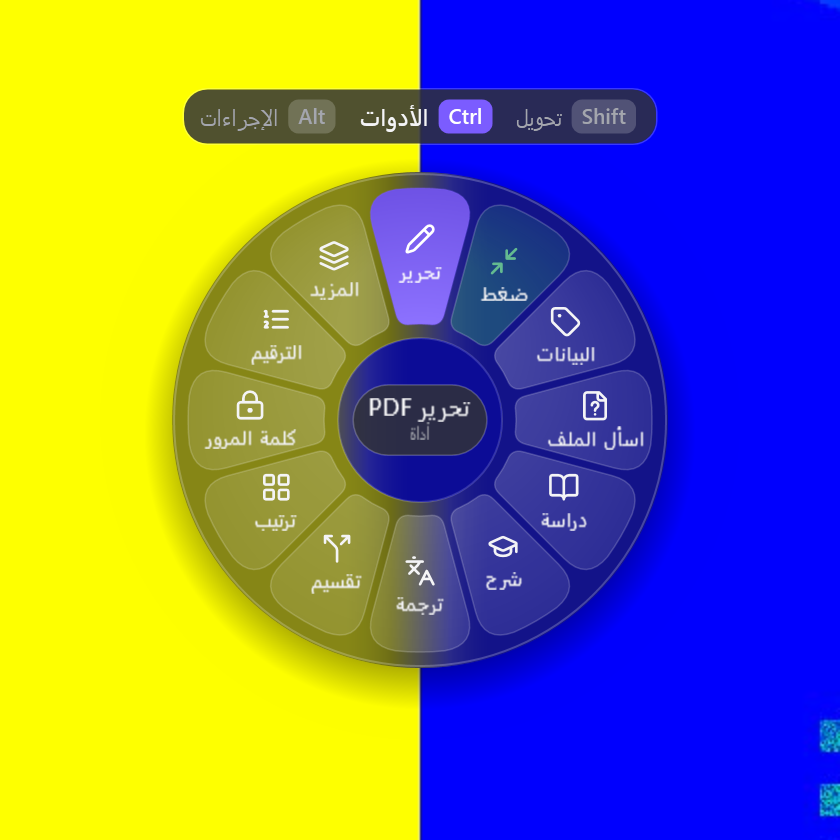 Shift تحويل Ctrl الأدوات Alt الإجراءات
تحرير
ضغط
البيانات
اسأل الملف
دراسة
شرح
ترجمة
تقسيم
ترتيب
كلمة المرور
الترقيم
المزيد
تحرير PDF
أداة